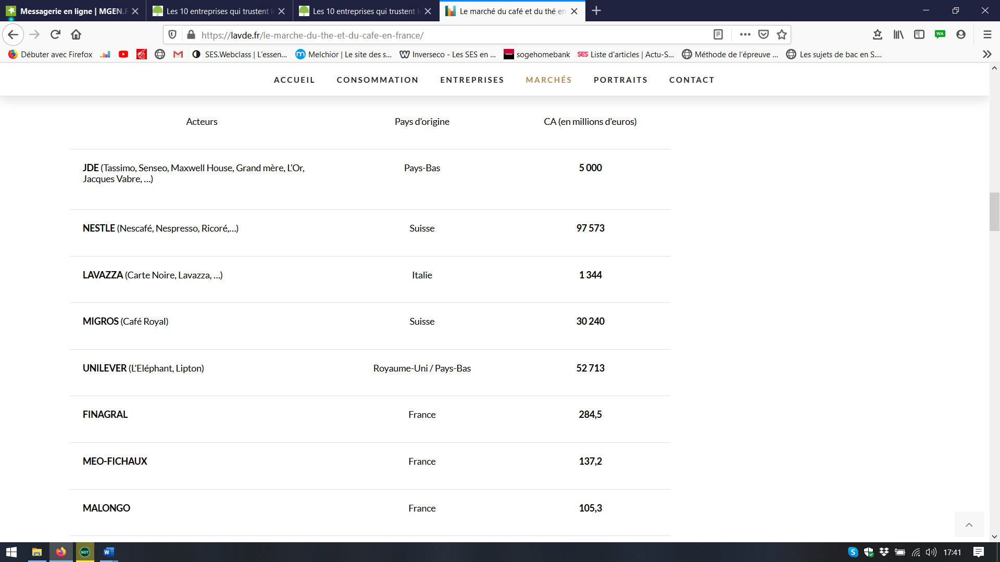 Messagerie en ligne | MGEN.F
Les 10 entreprises qui trustent l
Les 10 entreprises qui trustent l
Le marché du café et du thé en
https://lavde.fr/le-marche-du-the-et-du-cafe-en-france/
WA
Débuter avec Firefox
SES.Webclass | L'essen...
Melchior | Le site des s...
Inverseco - Les SES en ...
sogehomebank
SES Liste d'articles | Actu-S...
Méthode de l'épreuve ...
Les sujets de bac en S....
ACCUEIL CONSOMMATION ENTREPRISES MARCHÉS PORTRAITS CONTACT
Acteurs Pays d’origine CA (en millions d’euros)
JDE (Tassimo, Senseo, Maxwell House, Grand mère, L’Or, Pays-Bas 5 000
Jacques Vabre, …)
NESTLE (Nescafé, Nespresso, Ricoré,…) Suisse 97 573
LAVAZZA (Carte Noire, Lavazza, …) Italie 1 344
MIGROS (Café Royal) Suisse 30 240
UNILEVER (L’Eléphant, Lipton) Royaume-Uni / Pays-Bas 52 713
FINAGRAL France 284,5
MEO-FICHAUX France 137,2
MALONGO France 105,3
NOT
17:41